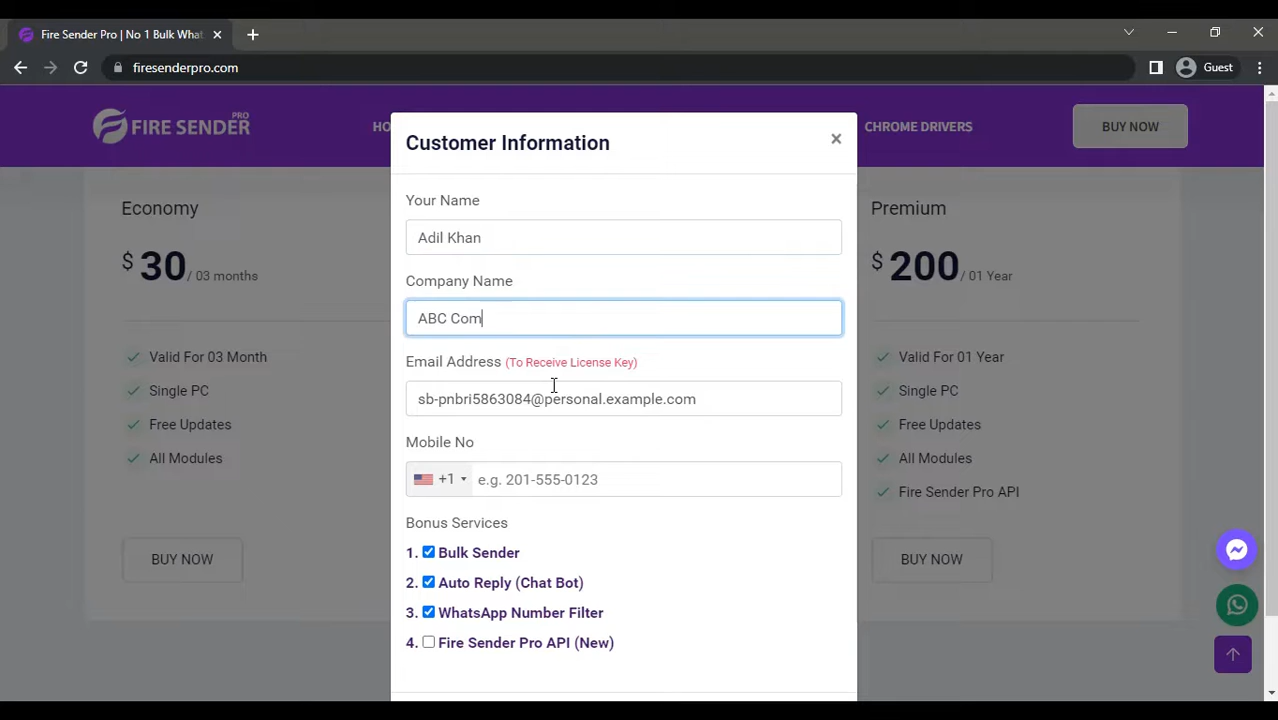 Fire Sender Pro | No 1 Bulk What
firesenderpro.com
Guest
FIRE SENDER PRO
HO
CHROME DRIVERS
BUY NOW
Customer Information
×
Your Name
Adil Khan
Company Name
ABC Com
Email Address (To Receive License Key)
sb-pnbri5863084@personal.example.com
Mobile No
+1 e.g. 201-555-0123
Bonus Services
1. Bulk Sender
2. Auto Reply (Chat Bot)
3. WhatsApp Number Filter
4. Fire Sender Pro API (New)
Economy
$ 30 / 03 months
Valid For 03 Month
Single PC
Free Updates
All Modules
BUY NOW
Premium
$ 200 / 01 Year
Valid For 01 Year
Single PC
Free Updates
All Modules
Fire Sender Pro API
BUY NOW